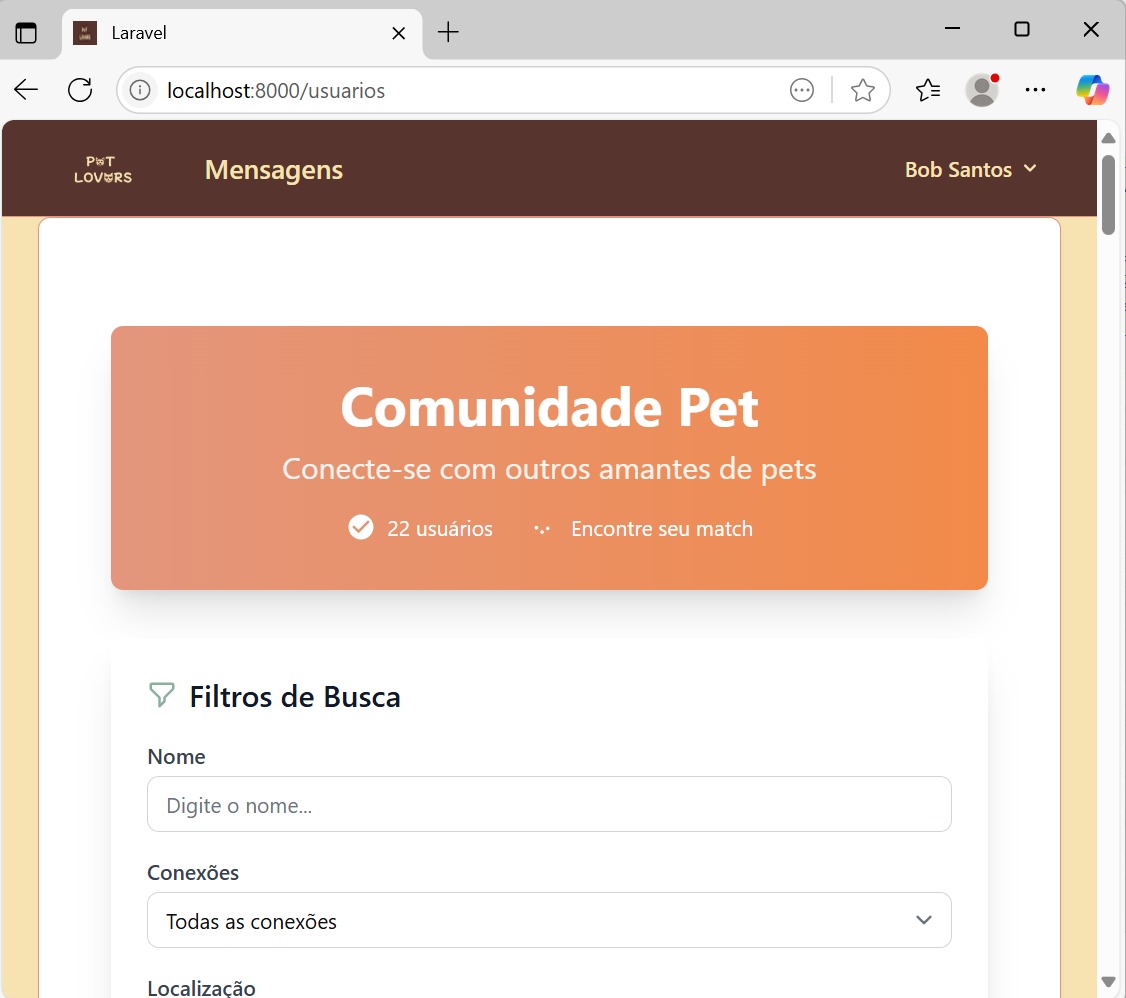 Laravel
localhost:8000/usuarios
PET
LOVERS
Mensagens
Bob Santos
Comunidade Pet
Conecte-se com outros amantes de pets
22 usuários
Encontre seu match
Filtros de Busca
Nome
Digite o nome...
Conexões
Todas as conexões
Localização